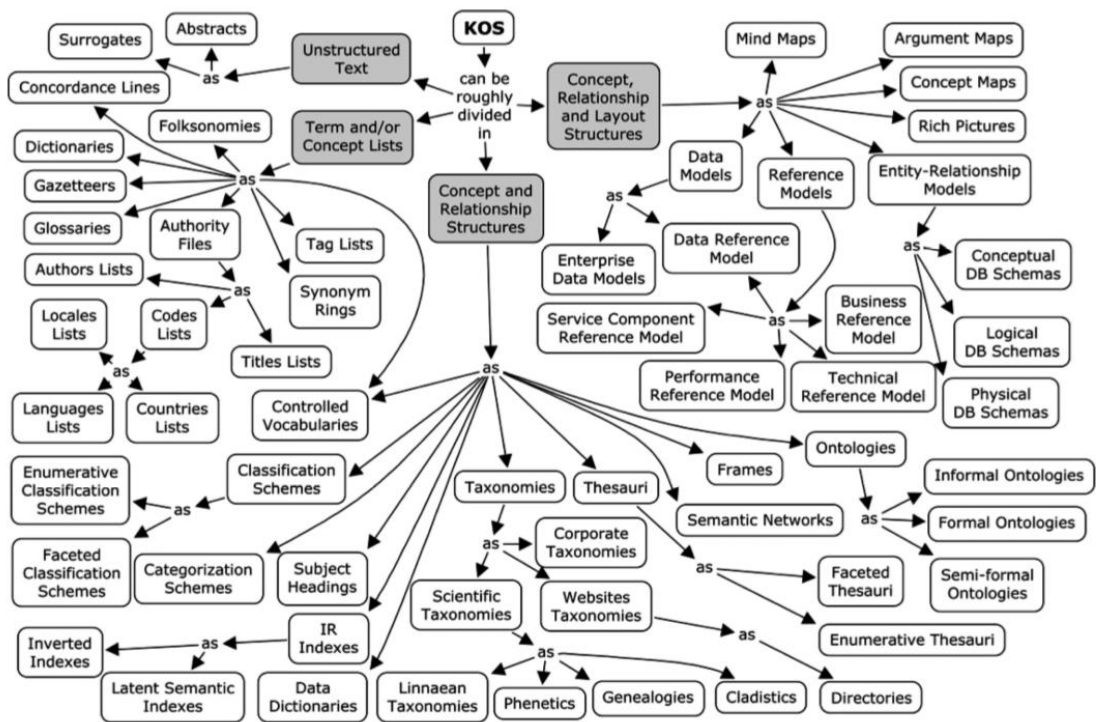 KOS
can be
roughly
divided
in
Unstructured
Text
as
Surrogates
Abstracts
Term and/or
Concept Lists
as
Concordance Lines
Folksonomies
Dictionaries
Gazetteers
Glossaries
Authority
Files
Tag Lists
Synonym
Rings
as
Authors Lists
Codes
Lists
Titles Lists
as
Locales
Lists
Languages
Lists
Countries
Lists
Controlled
Vocabularies
Concept,
Relationship
and Layout
Structures
as
Mind Maps
Argument Maps
Concept Maps
Rich Pictures
Data
Models
Reference
Models
Entity-Relationship
Models
as
Enterprise
Data Models
Data Reference
Model
as
Service Component
Reference Model
Business
Reference
Model
Performance
Reference Model
Technical
Reference Model
as
Conceptual
DB Schemas
Logical
DB Schemas
Physical
DB Schemas
Concept and
Relationship
Structures
as
Classification
Schemes
as
Enumerative
Classification
Schemes
Faceted
Classification
Schemes
Categorization
Schemes
Subject
Headings
IR
Indexes
as
Inverted
Indexes
Latent Semantic
Indexes
Data
Dictionaries
Taxonomies
as
Corporate
Taxonomies
Scientific
Taxonomies
Websites
Taxonomies
as
Linnaean
Taxonomies
Phenetics
Genealogies
Cladistics
as
Directories
Thesauri
as
Faceted
Thesauri
Enumerative Thesauri
Semantic Networks
Frames
Ontologies
as
Informal Ontologies
Formal Ontologies
Semi-formal
Ontologies